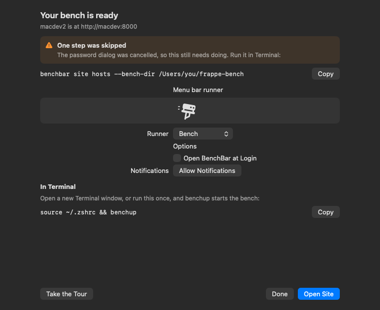 Your bench is ready
macdev2 is at http://macdev:8000
One step was skipped
The password dialog was cancelled, so this still needs doing. Run it in Terminal:
benchbar site hosts --bench-dir /Users/you/frappe-bench
Copy
Menu bar runner
Runner
Bench
Options
Open BenchBar at Login
Notifications
Allow Notifications
In Terminal
Open a new Terminal window, or run this once, and benchup starts the bench:
source ~/.zshrc && benchup
Copy
Take the Tour
Done
Open Site